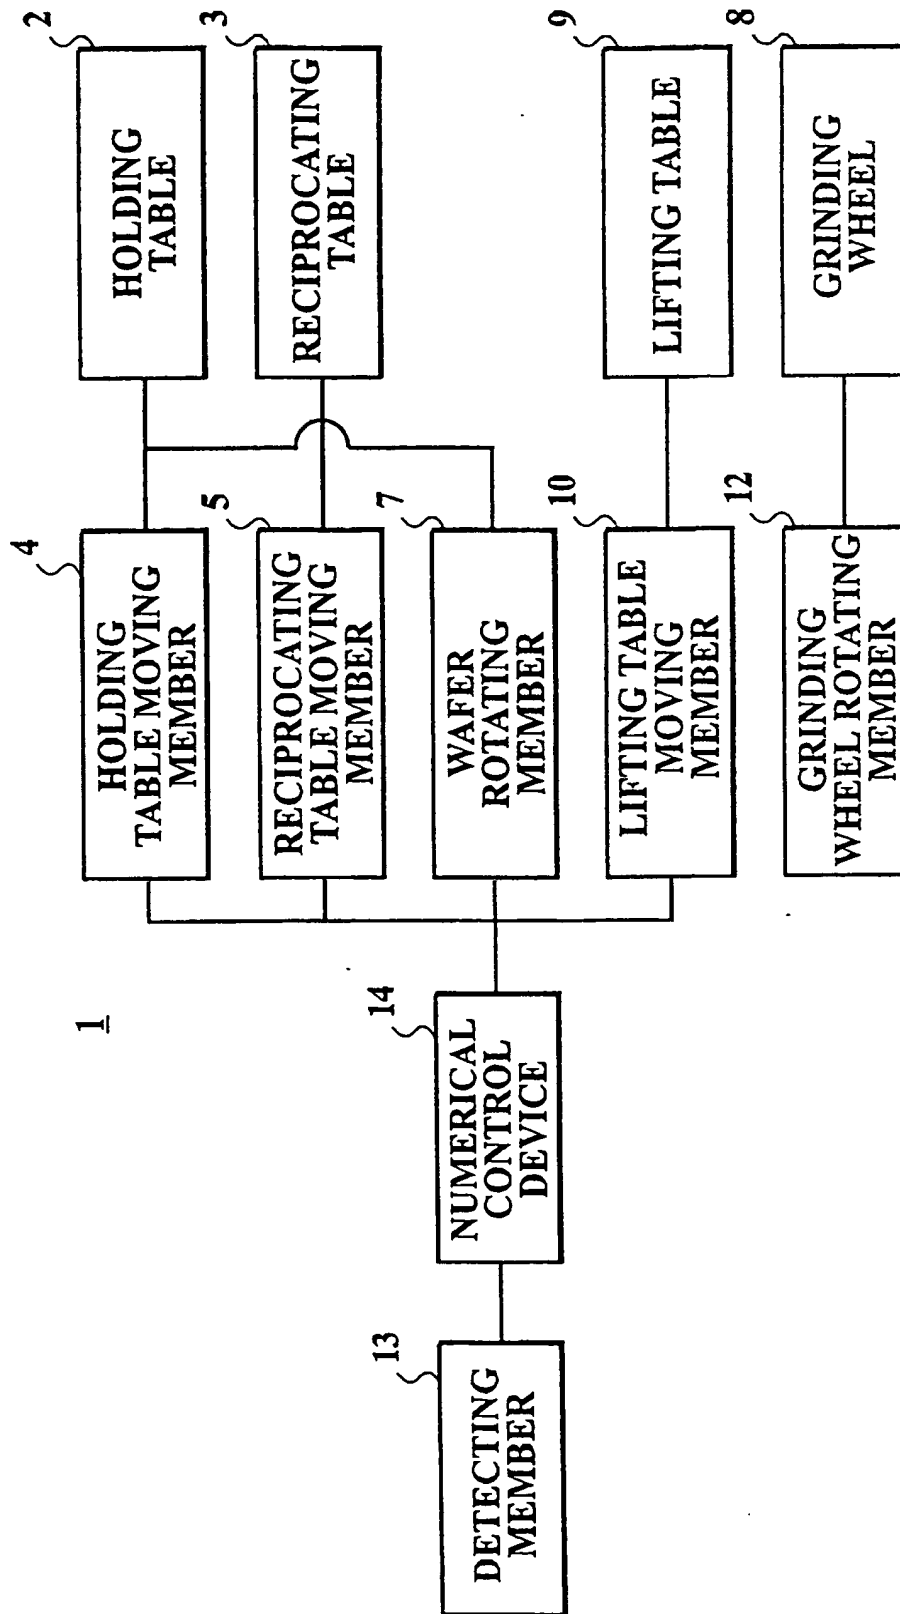 1
13
DETECTING
MEMBER
14
NUMERICAL
CONTROL
DEVICE
4
HOLDING
TABLE MOVING
MEMBER
5
RECIPROCATING
TABLE MOVING
MEMBER
7
WAFER
ROTATING
MEMBER
10
LIFTING TABLE
MOVING
MEMBER
12
GRINDING
WHEEL ROTATING
MEMBER
2
HOLDING
TABLE
3
RECIPROCATING
TABLE
9
LIFTING TABLE
8
GRINDING
WHEEL